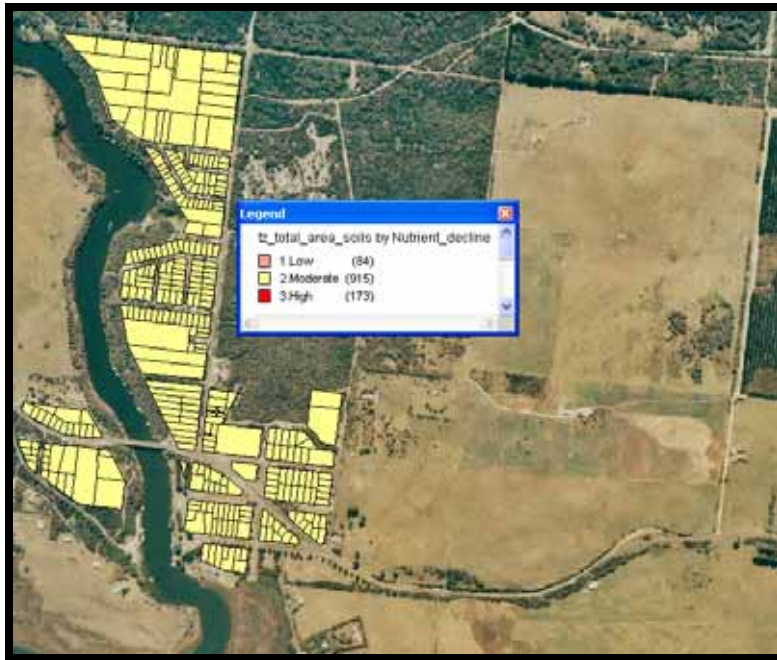 Legend
tz_total_area_soils by Nutrient_decline
1.Low (84)
2.Moderate (915)
3.High (173)